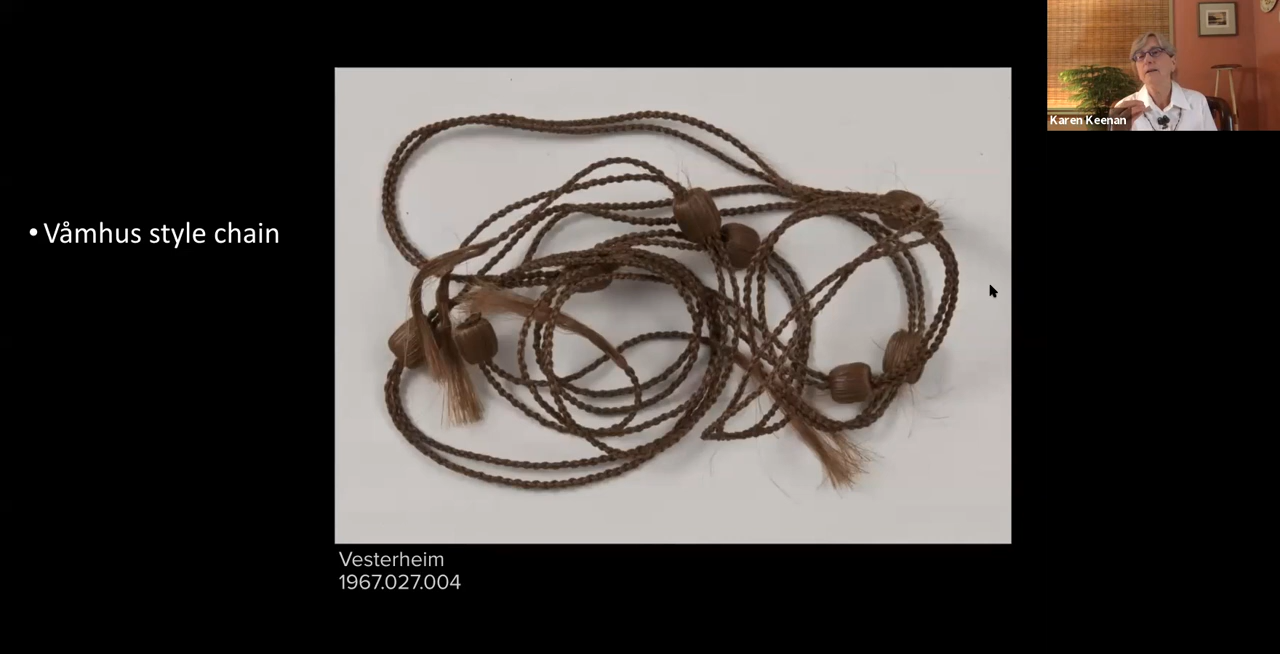 • Våmhus style chain
Vesterheim
1967.027.004
Karen Keenan